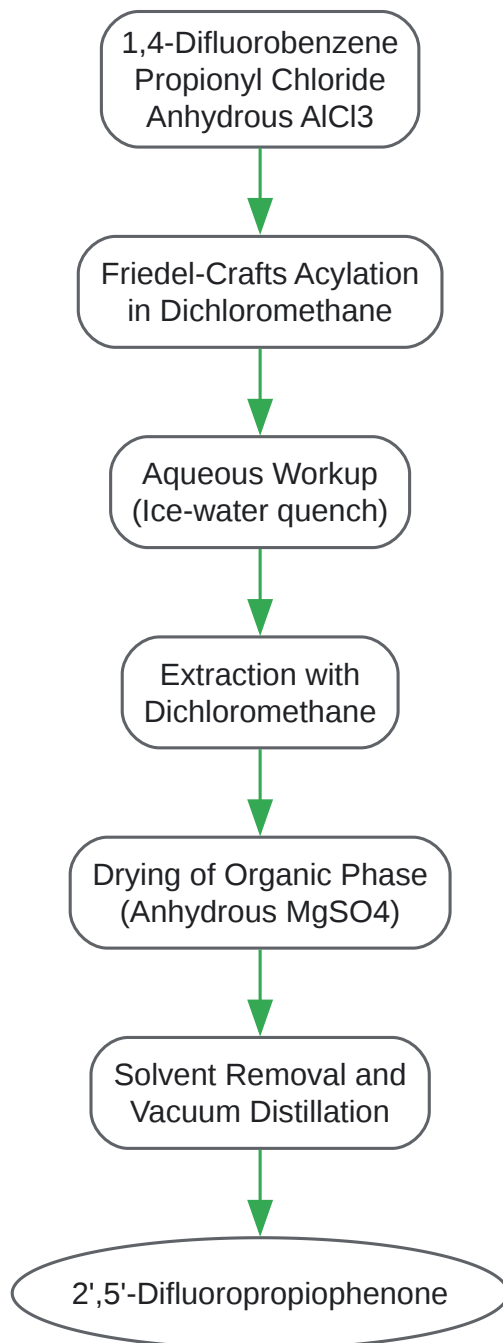 1,4-Difluorobenzene
Propionyl Chloride
Anhydrous AlCl3
Friedel-Crafts Acylation
in Dichloromethane
Aqueous Workup
(Ice-water quench)
Extraction with
Dichloromethane
Drying of Organic Phase
(Anhydrous MgSO4)
Solvent Removal and
Vacuum Distillation
2',5'-Difluoropropiophenone